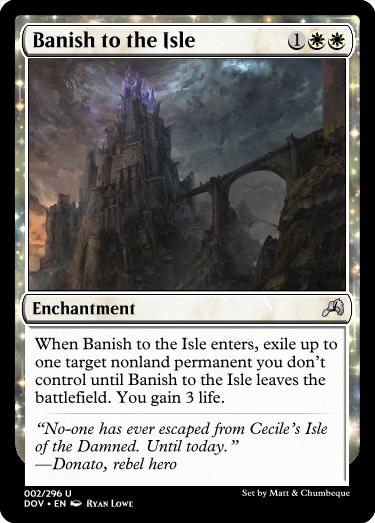 Banish to the Isle 1
Enchantment
When Banish to the Isle enters, exile up to
one target nonland permanent you don't
control until Banish to the Isle leaves the
battlefield. You gain 3 life.
“No-one has ever escaped from Cecile's Isle
of the Damned. Until today.”
—Donato, rebel hero
002/296 U
DOV • EN Ryan Lowe
Set by Matt & Chumbeque